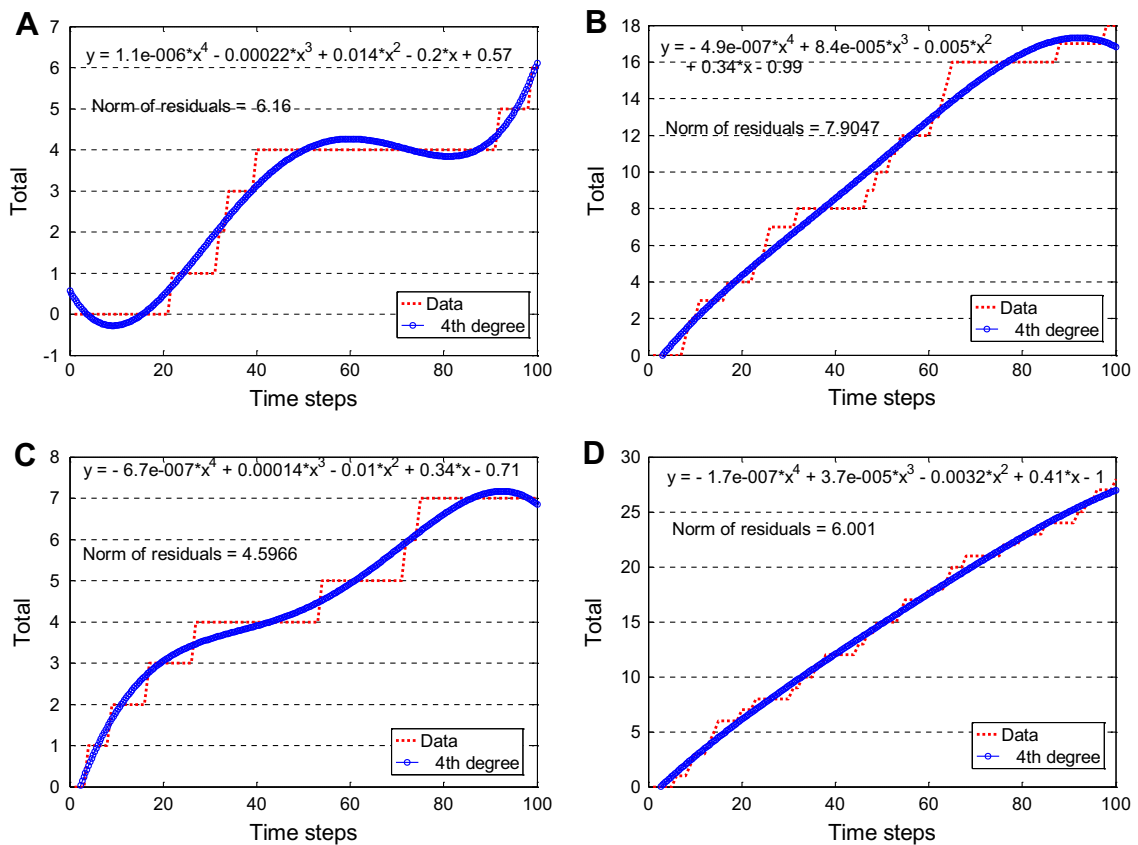 A
y = 1.1e-006*x^4 - 0.00022*x^3 + 0.014*x^2 - 0.2*x + 0.57
Norm of residuals = 6.16
Total
7
6
5
4
3
2
1
0
-1
0 20 40 60 80 100
Time steps
Data
4th degree
B
y = - 4.9e-007*x^4 + 8.4e-005*x^3 - 0.005*x^2
+ 0.34*x - 0.99
Norm of residuals = 7.9047
Total
18
16
14
12
10
8
6
4
2
0
0 20 40 60 80 100
Time steps
Data
4th degree
C
y = - 6.7e-007*x^4 + 0.00014*x^3 - 0.01*x^2 + 0.34*x - 0.71
Norm of residuals = 4.5966
Total
8
7
6
5
4
3
2
1
0
0 20 40 60 80 100
Time steps
Data
4th degree
D
y = - 1.7e-007*x^4 + 3.7e-005*x^3 - 0.0032*x^2 + 0.41*x - 1
Norm of residuals = 6.001
Total
30
25
20
15
10
5
0
0 20 40 60 80 100
Time steps
Data
4th degree